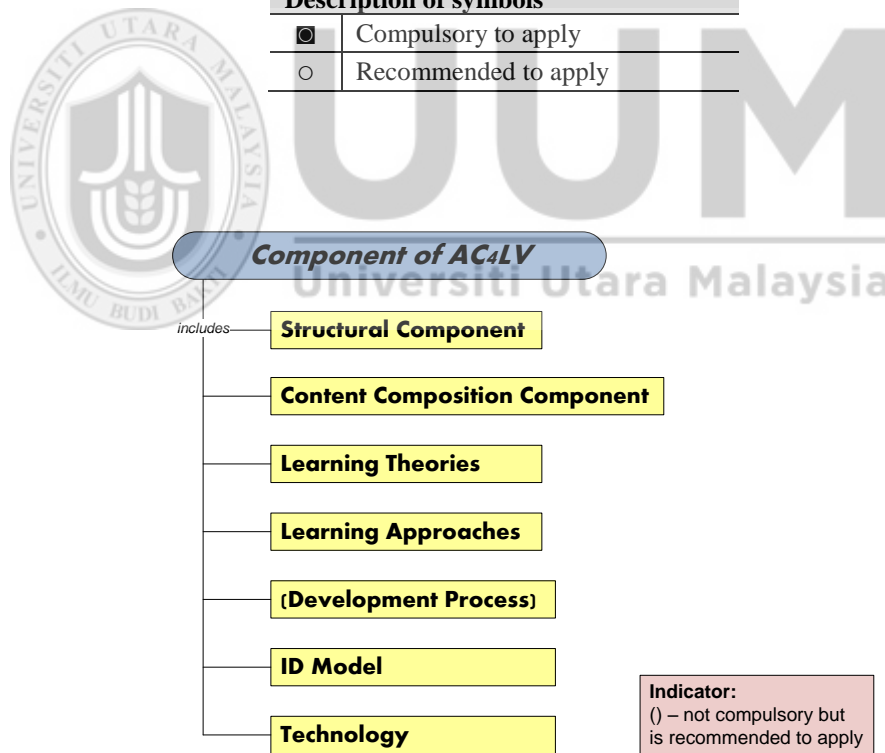 Description of symbols
◙ Compulsory to apply
○ Recommended to apply
UNIVERSITI UTARA MALAYSIA
ILMU BUDI BAKTI
UUM
Universiti Utara Malaysia
Component of AC4LV
includes
Structural Component
Content Composition Component
Learning Theories
Learning Approaches
(Development Process)
ID Model
Technology
Indicator:
() – not compulsory but
is recommended to apply